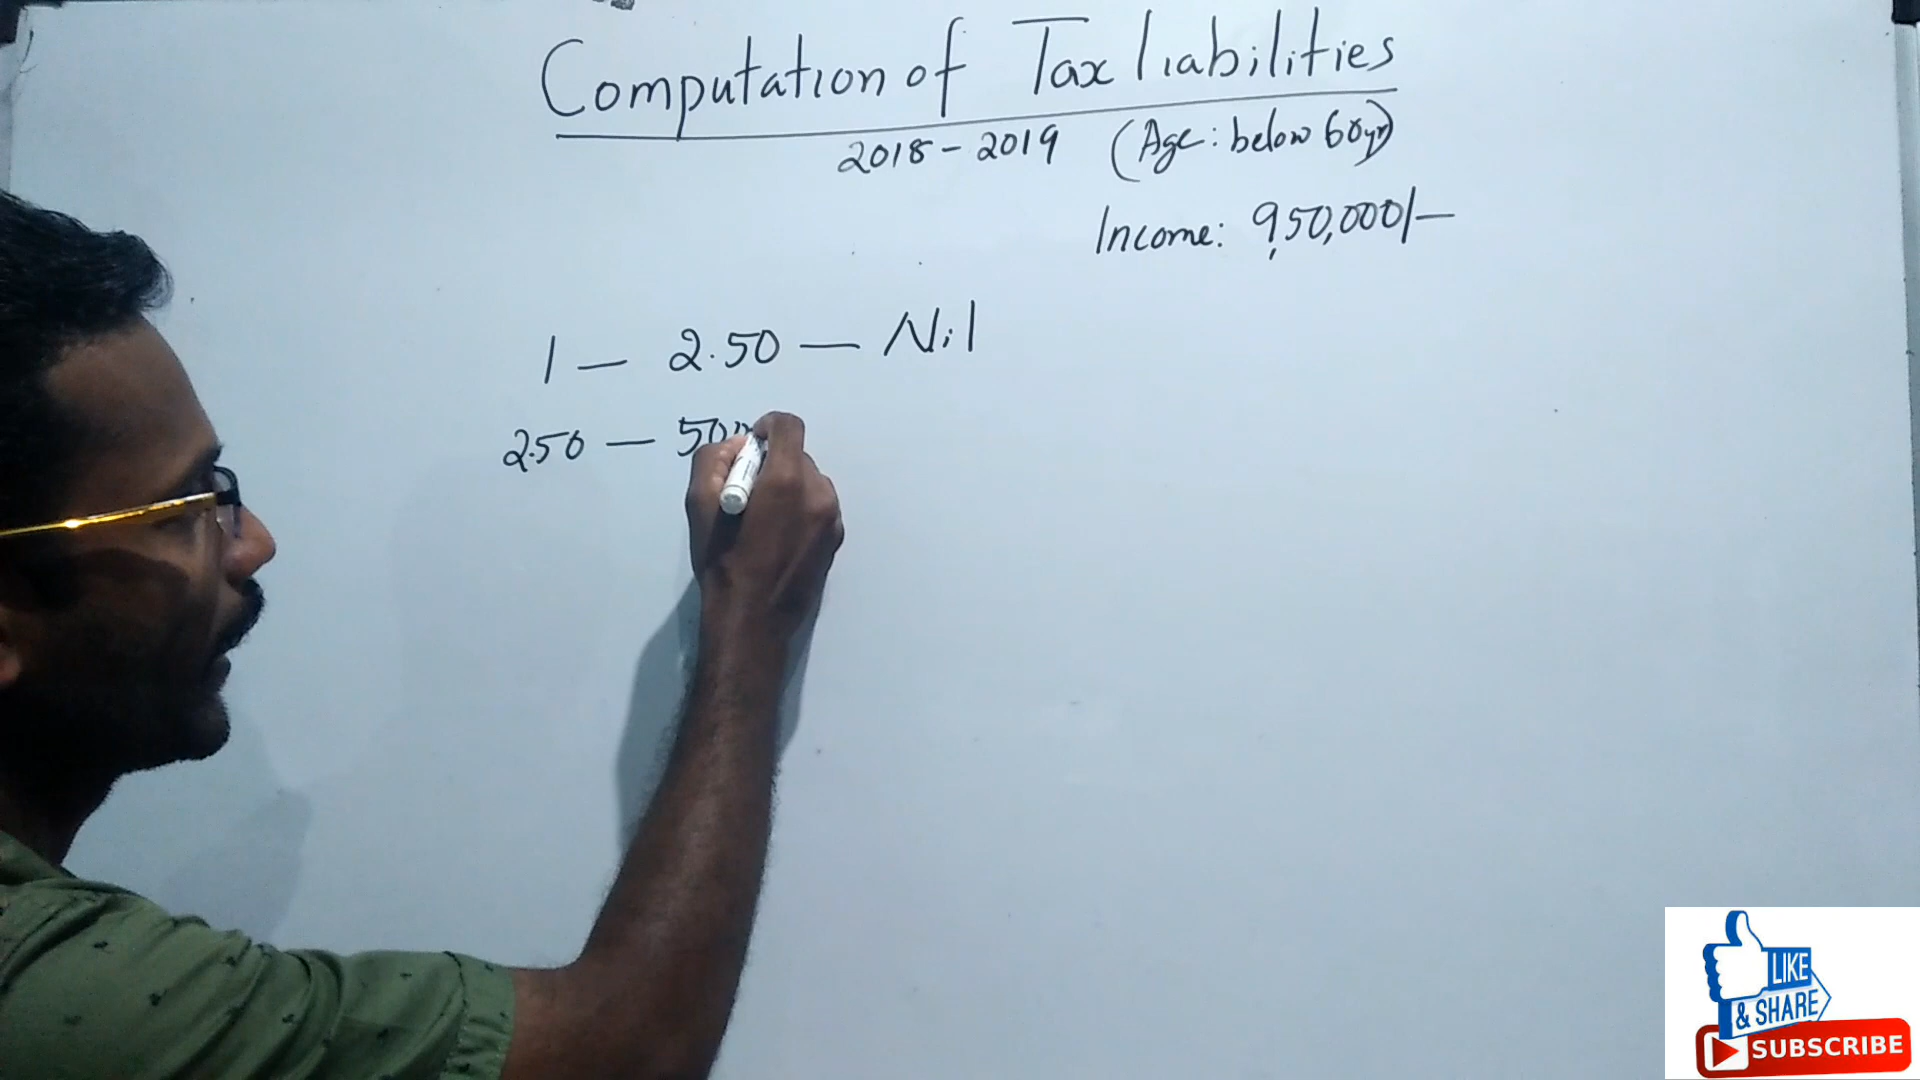 Computation of Tax liabilities
2018-2019 (Age: below 60yr)
Income: 9,50,000/-
1 — 2.50 — Nil
2.50 — 500
LIKE
& SHARE
SUBSCRIBE